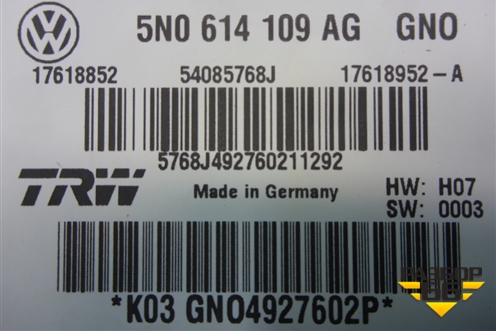 5N0 614 109 AG GNO
17618852 54085768J 17618952-A
5768J492760211292
TRW Made in Germany HW: H07
SW: 0003
*K03 GNO4927602P*
РАЗБОР